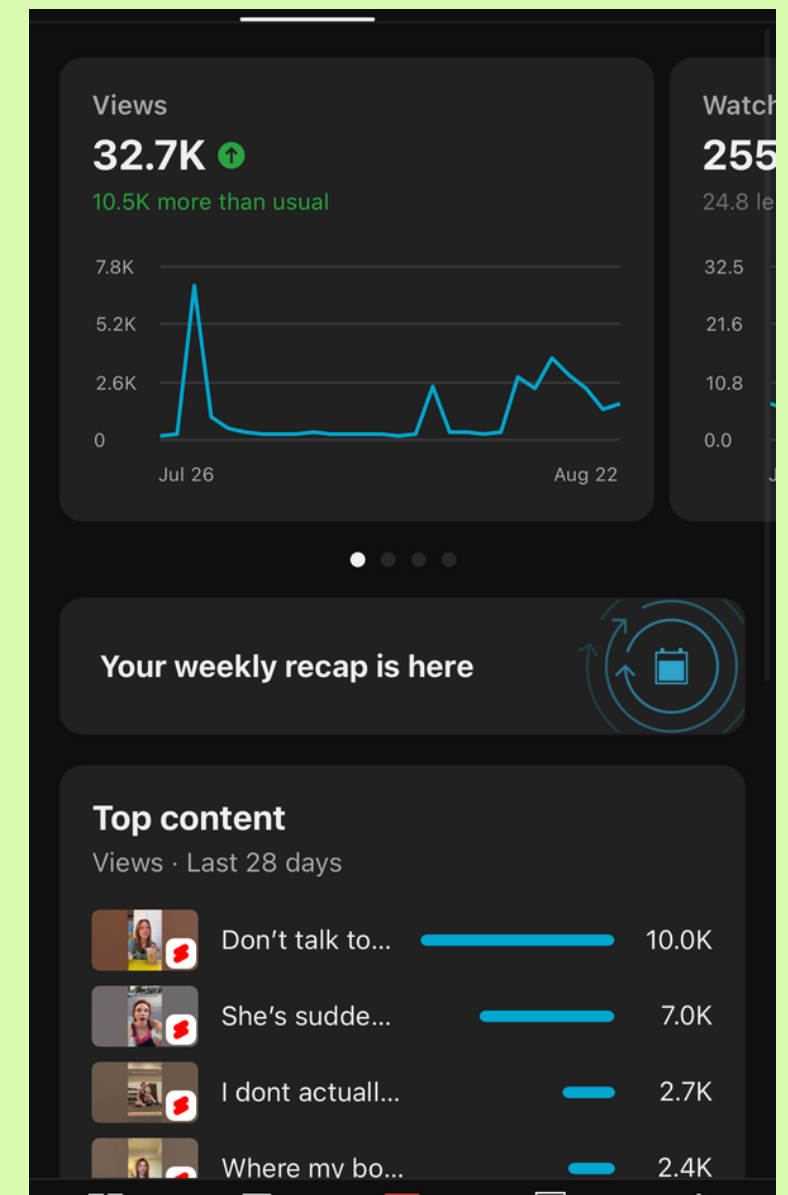 Views
32.7K
10.5K more than usual
7.8K
5.2K
2.6K
0
Jul 26 Aug 22
Watch
255
24.8 le
32.5
21.6
10.8
0.0
J
Your weekly recap is here
Top content
Views · Last 28 days
Don't talk to... 10.0K
She's sudde... 7.0K
I dont actuall... 2.7K
Where my bo... 2.4K